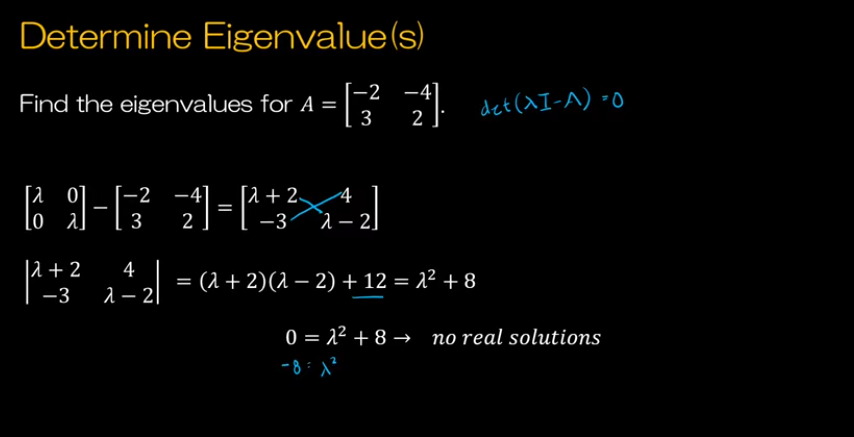 Determine Eigenvalue(s)
Find the eigenvalues for A = [−2 −4; 3 2]. det(λI−A) = 0
[λ 0; 0 λ] − [−2 −4; 3 2] = [λ + 2 4; −3 λ − 2]
|λ + 2 4; −3 λ − 2| = (λ + 2)(λ − 2) + 12 = λ² + 8
0 = λ² + 8 → no real solutions
-8 = λ²